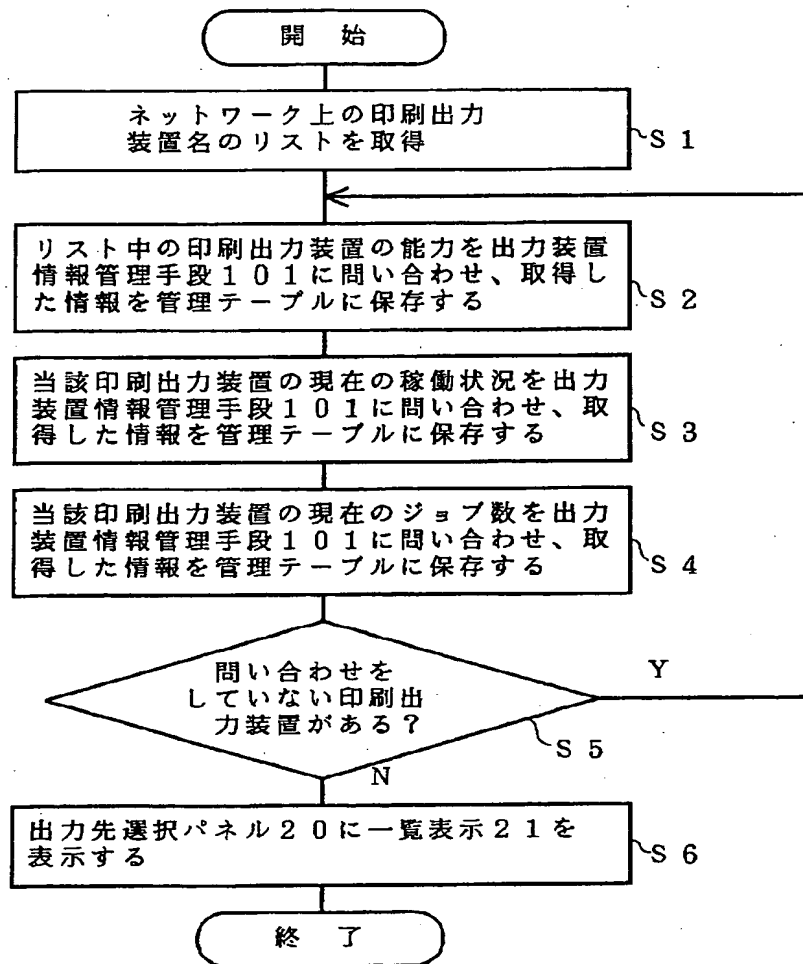 開 始
ネットワーク上の印刷出力
装置名のリストを取得
S1
リスト中の印刷出力装置の能力を出力装置
情報管理手段101に問い合わせ、取得し
た情報を管理テーブルに保存する
S2
当該印刷出力装置の現在の稼働状況を出力
装置情報管理手段101に問い合わせ、取
得した情報を管理テーブルに保存する
S3
当該印刷出力装置の現在のジョブ数を出力
装置情報管理手段101に問い合わせ、取
得した情報を管理テーブルに保存する
S4
問い合わせを
していない印刷出
力装置がある?
Y
S5
N
出力先選択パネル20に一覧表示21を
表示する
S6
終 了